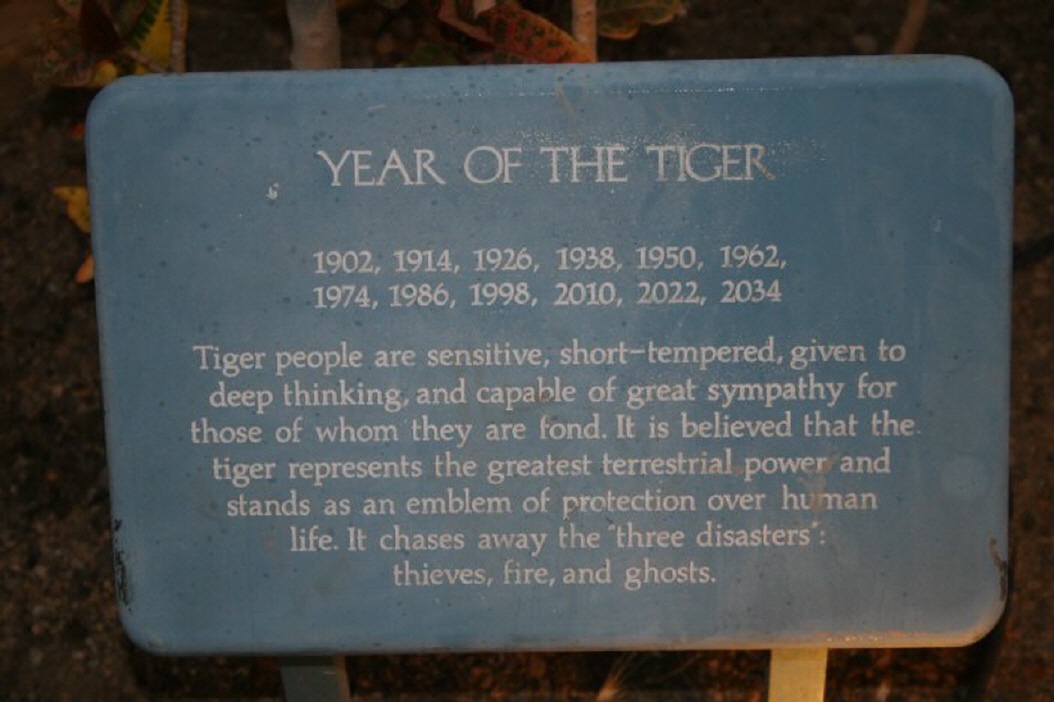 YEAR OF THE TIGER
1902, 1914, 1926, 1938, 1950, 1962,
1974, 1986, 1998, 2010, 2022, 2034
Tiger people are sensitive, short-tempered, given to
deep thinking, and capable of great sympathy for
those of whom they are fond. It is believed that the
tiger represents the greatest terrestrial power and
stands as an emblem of protection over human
life. It chases away the "three disasters":
thieves, fire, and ghosts.